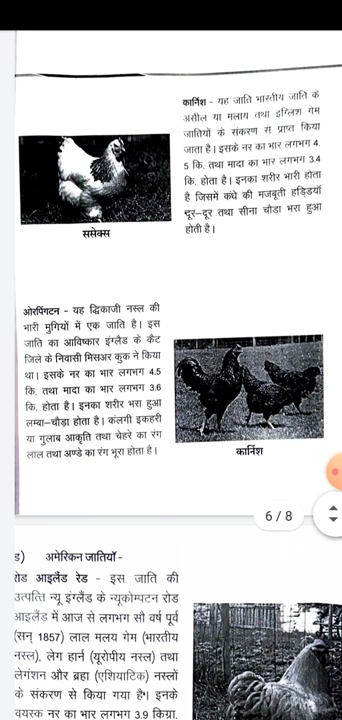 कार्निश - यह जाति भारतीय जाति के
असील या मलाय तथा इंग्लिश गेम
जातियों के संकरण से प्राप्त किया
जाता है। इसके नर का भार लगभग 4.
5 कि. तथा मादा का भार लगभग 3.4
कि. होता है। इनका शरीर भारी होता
है जिसमें कंधे की मजबूती हड्डियॉ
दूर–दूर तथा सीना चौडा भरा हुआ
होती है।
ससेक्स
ओरपिंगटन - यह द्धिकाजी नस्ल की
भारी मुगियों में एक जाति है। इस
जाति का आविष्कार इंग्लैंड के कैट
जिले के निवासी मिसअर कुक ने किया
था। इसके नर का भार लगभग 4.5
कि. तथा मादा का भार लगभग 3.6
कि. होता है। इनका शरीर भरा हुआ
लम्बा–चौड़ा होता है। कलगी इकहरी
या गुलाब आकृति तथा चेहरे का रंग
लाल तथा अण्डे का रंग भूरा होता है।
कार्निश
6 / 8
ड) अमेरिकन जातियॉ -
रोड आइलैंड रेड - इस जाति की
उत्पत्ति न्यू इंग्लैंड के न्यूकोम्पटन रोड
आइलैंड में आज से लगभग सौ वर्ष पूर्व
(सन् 1857) लाल मलय गेम (भारतीय
नस्ल), लेग हार्न (यूरोपीय नस्ल) तथा
लेगंशन और ब्रहा (एशियाटिक) नस्लों
के संकरण से किया गया है। इनके
वयस्क नर का भार लगभग 3.9 किग्रा.